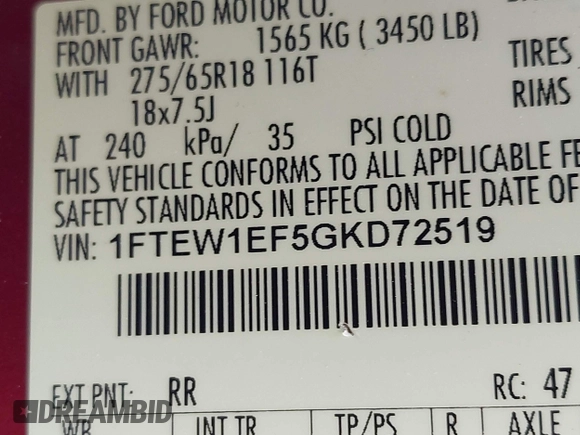 MFD. BY FORD MOTOR CO.
FRONT GAWR: 1565 KG ( 3450 LB)
WITH 275/65R18 116T TIRES
18x7.5J RIMS
AT 240 kPa/ 35 PSI COLD
THIS VEHICLE CONFORMS TO ALL APPLICABLE FE
SAFETY STANDARDS IN EFFECT ON THE DATE OF
VIN: 1FTEW1EF5GKD72519
EXT PNT: RR RC: 47
WB INT TR TP/PS R AXLE
DREAMBID